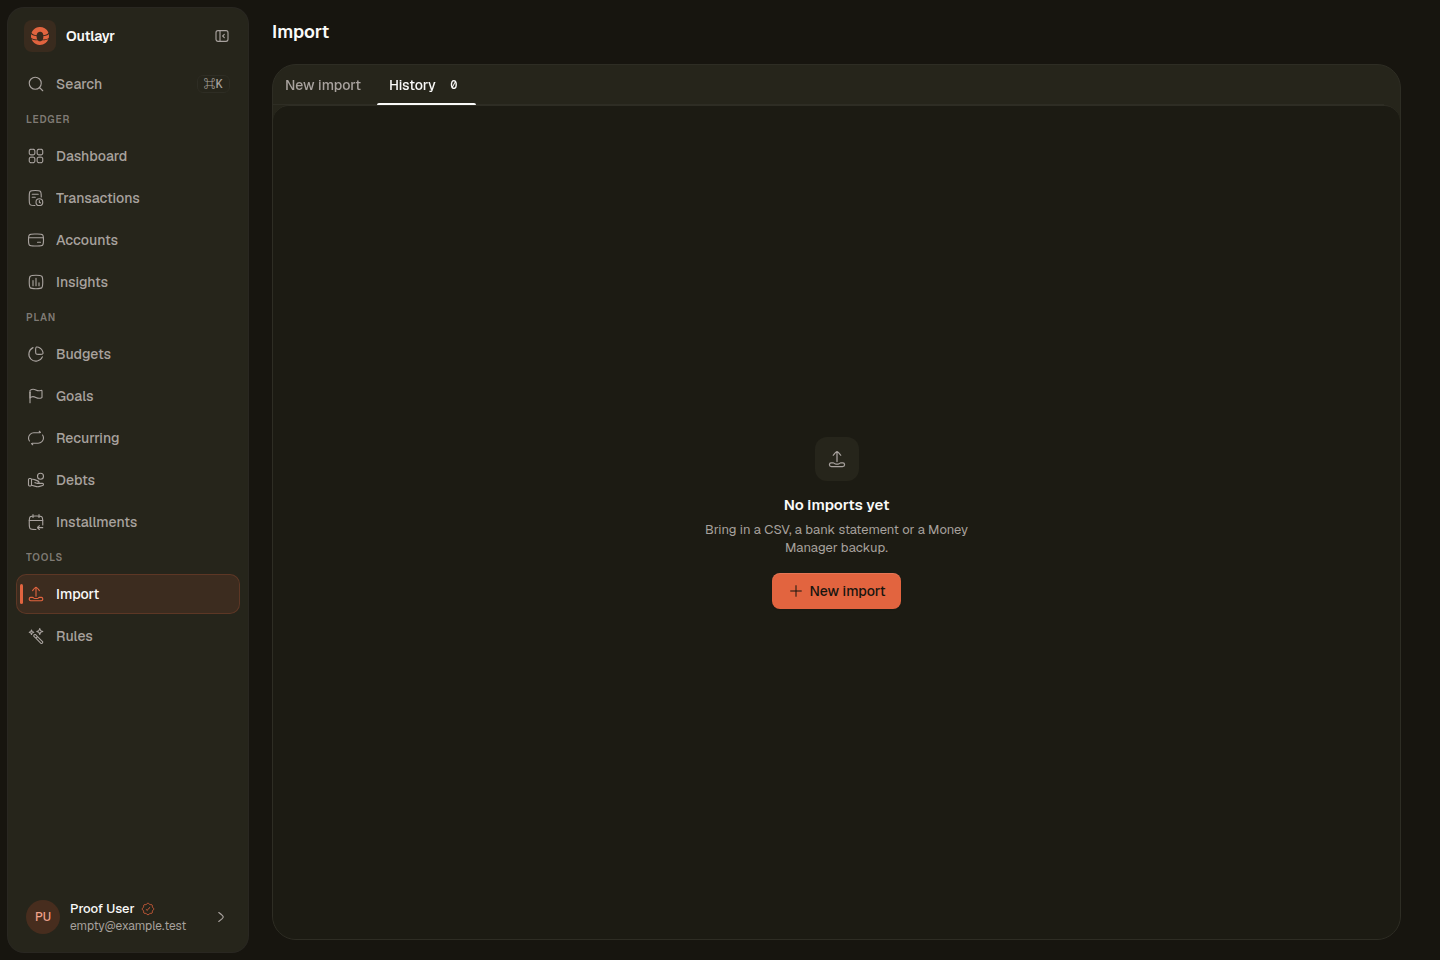 Outlayr
Search ⌘K
LEDGER
Dashboard
Transactions
Accounts
Insights
PLAN
Budgets
Goals
Recurring
Debts
Installments
TOOLS
Import
Rules
PU
Proof User
empty@example.test
Import
New import History 0
No imports yet
Bring in a CSV, a bank statement or a Money
Manager backup.
New import